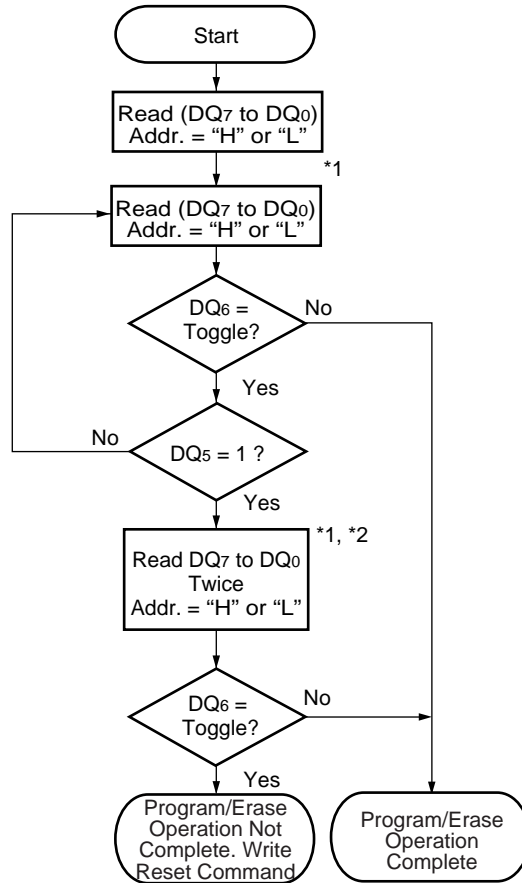 Start
Read (DQ7 to DQ0)
Addr. = “H” or “L”
*1
Read (DQ7 to DQ0)
Addr. = “H” or “L”
DQ6 =
Toggle?
No
Yes
No
DQ5 = 1 ?
Yes
*1, *2
Read DQ7 to DQ0
Twice
Addr. = “H” or “L”
DQ6 =
Toggle?
No
Yes
Program/Erase
Operation Not
Complete. Write
Reset Command
Program/Erase
Operation
Complete